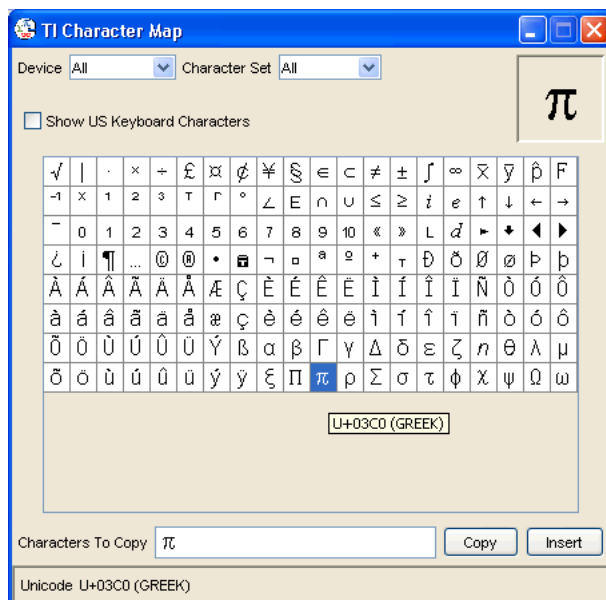 TI Character Map
Device All Character Set All
π
Show US Keyboard Characters
√ | · × ÷ £ ¤ ₵ ¥ § ∈ ⊂ ≠ ± ∫ ∞ x̅ y̅ p̂ F
⁻¹ x 1 2 3 T r ° ∠ E ∩ ∪ ≤ ≥ i e ↑ ↓ ← →
¯ 0 1 2 3 4 5 6 7 8 9 10 « » L d ► ↓ ◀ ▶
¿ ¡ ¶ … © ® • ¬ ª º + T Ð ð Ø ø Þ þ
À Á Â Ã Ä Å Æ Ç È É Ê Ë Ì Í Î Ï Ñ Ò Ó Ô
à á â ã ä å æ ç è é ê ë ì í î ï ñ ò ó ô
Õ Ö Ù Ú Û Ü Ý ß α β Γ γ Δ δ ε ζ n θ λ μ
õ ö ù ú û ü ý ÿ ξ Π π ρ Σ σ τ ϕ χ ψ Ω ω
U+03C0 (GREEK)
Characters To Copy π Copy Insert
Unicode U+03C0 (GREEK)